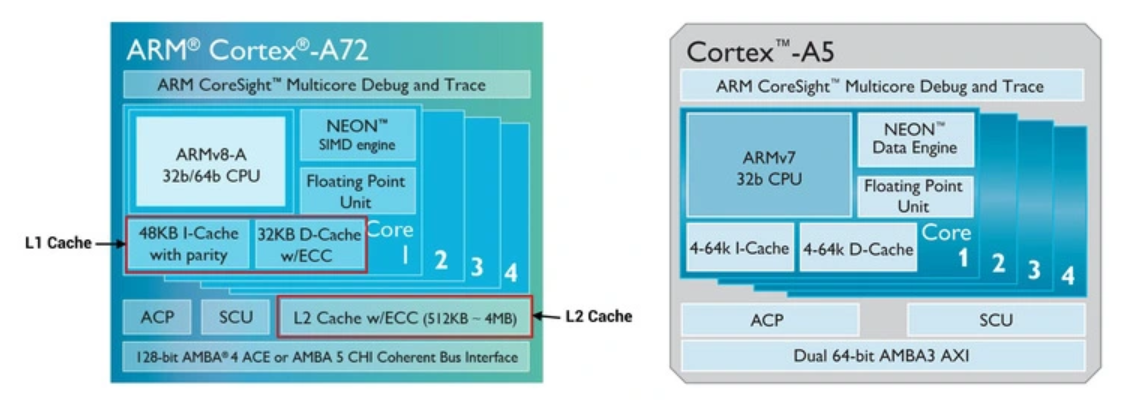 ARM® Cortex®-A72
ARM CoreSight™ Multicore Debug and Trace
ARMv8-A
32b/64b CPU
NEON™
SIMD engine
Floating Point
Unit
L1 Cache
48KB I-Cache
with parity
32KB D-Cache
w/ECC
Core
1
2
3
4
ACP
SCU
L2 Cache w/ECC (512KB ~ 4MB)
L2 Cache
128-bit AMBA®4 ACE or AMBA 5 CHI Coherent Bus Interface
Cortex™-A5
ARM CoreSight™ Multicore Debug and Trace
ARMv7
32b CPU
NEON™
Data Engine
Floating Point
Unit
4-64k I-Cache
4-64k D-Cache
Core
1
2
3
4
ACP
SCU
Dual 64-bit AMBA3 AXI